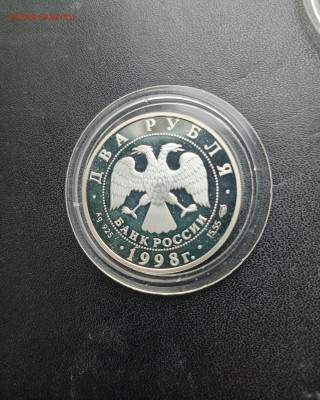 ДВА РУБЛЯ
Ag 925
БАНК РОССИИ
15,55
1998г.